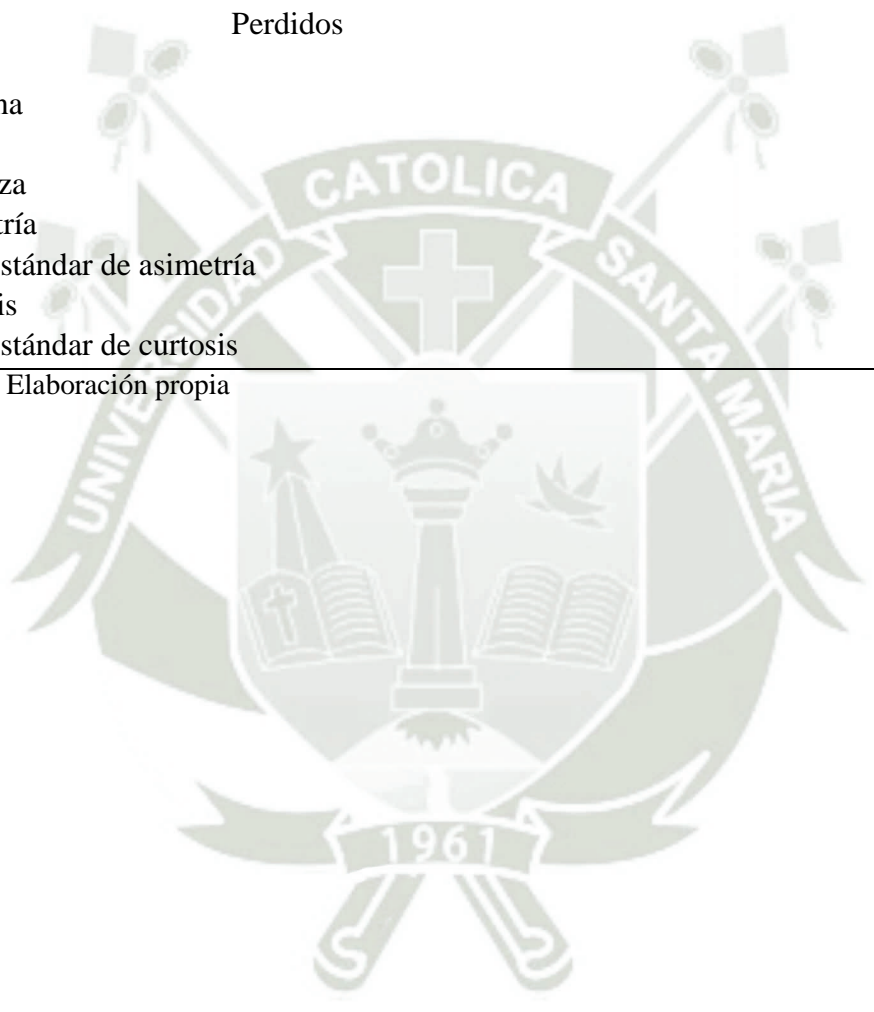 Perdidos
na
za
tría
stándar de asimetría
is
stándar de curtosis
Elaboración propia
UNIVERSIDAD CATOLICA SANTA MARIA
1961